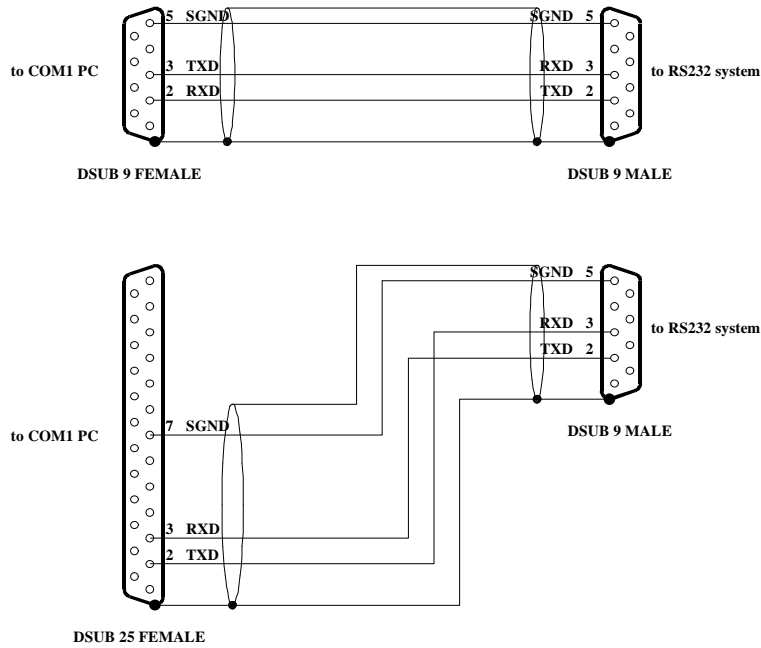 5 SGND SGND 5
to COM1 PC 3 TXD RXD 3 to RS232 system
2 RXD TXD 2
DSUB 9 FEMALE DSUB 9 MALE
SGND 5
RXD 3 to RS232 system
TXD 2
to COM1 PC 7 SGND DSUB 9 MALE
3 RXD
2 TXD
DSUB 25 FEMALE